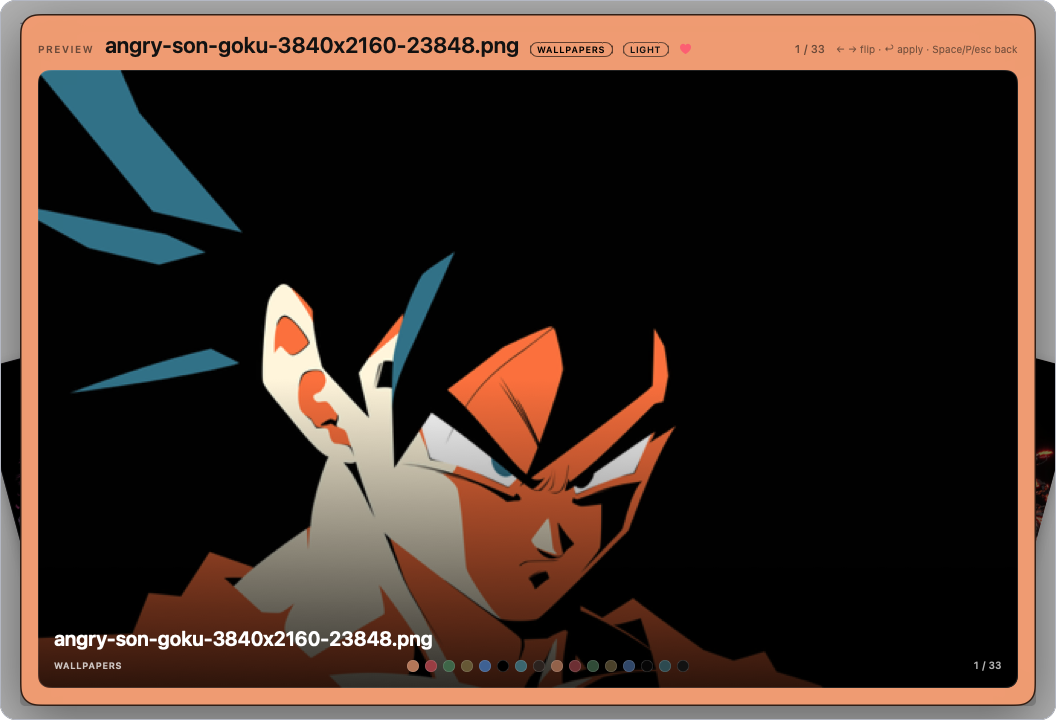 PREVIEW angry-son-goku-3840x2160-23848.png WALLPAPERS LIGHT 1 / 33 ← → flip · ↩ apply · Space/P/esc back
angry-son-goku-3840x2160-23848.png
WALLPAPERS 1 / 33